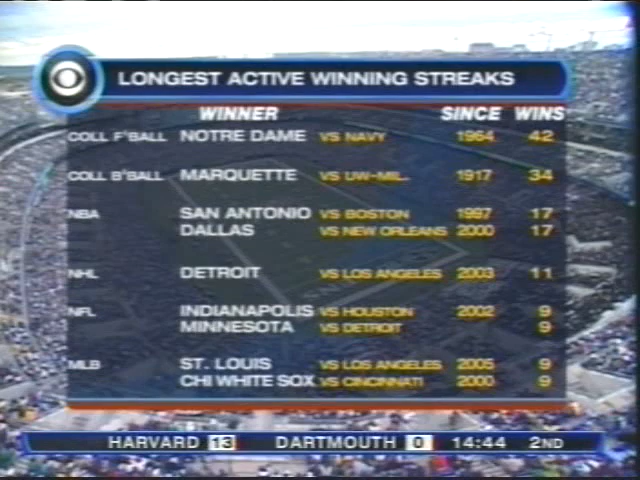 LONGEST ACTIVE WINNING STREAKS
WINNER SINCE WINS
COLL F'BALL NOTRE DAME VS NAVY 1964 42
COLL B'BALL MARQUETTE VS UW-MIL. 1917 34
NBA SAN ANTONIO VS BOSTON 1997 17
DALLAS VS NEW ORLEANS 2000 17
NHL DETROIT VS LOS ANGELES 2003 11
NFL INDIANAPOLIS VS HOUSTON 2002 9
MINNESOTA VS DETROIT 9
MLB ST. LOUIS VS LOS ANGELES 2005 9
CHI WHITE SOX VS CINCINNATI 2000 9
HARVARD 13 DARTMOUTH 0 14:44 2ND